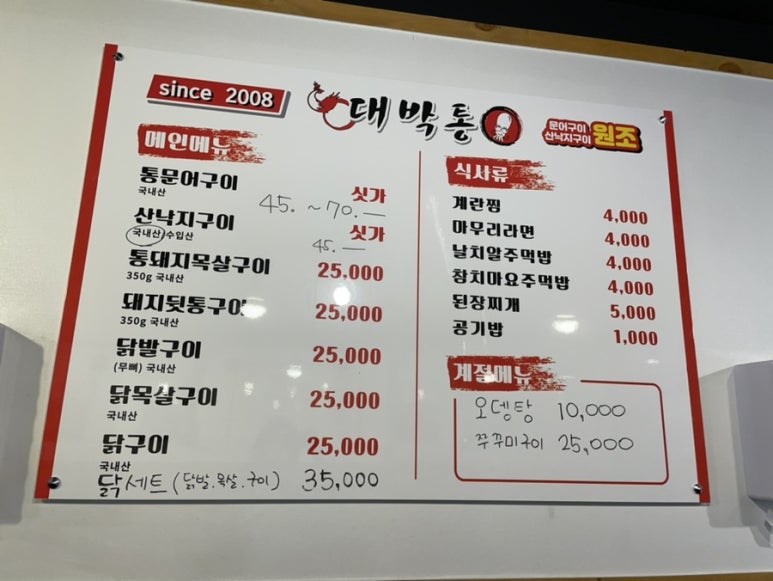 since 2008
대박통
문어구이
산낙지구이 원조
메인메뉴
통문어구이 싯가
국내산
45. ~ 70.—
산낙지구이 싯가
국내산/수입산
45.—
통돼지목살구이 25,000
350g 국내산
돼지뒷통구이 25,000
350g 국내산
닭발구이 25,000
(무뼈) 국내산
닭목살구이 25,000
국내산
닭구이 25,000
국내산
닭세트 (닭발.목살.구이) 35,000
식사류
계란찜 4,000
마무리라면 4,000
날치알주먹밥 4,000
참치마요주먹밥 4,000
된장찌개 5,000
공기밥 1,000
계절메뉴
오뎅탕 10,000
쭈꾸미구이 25,000